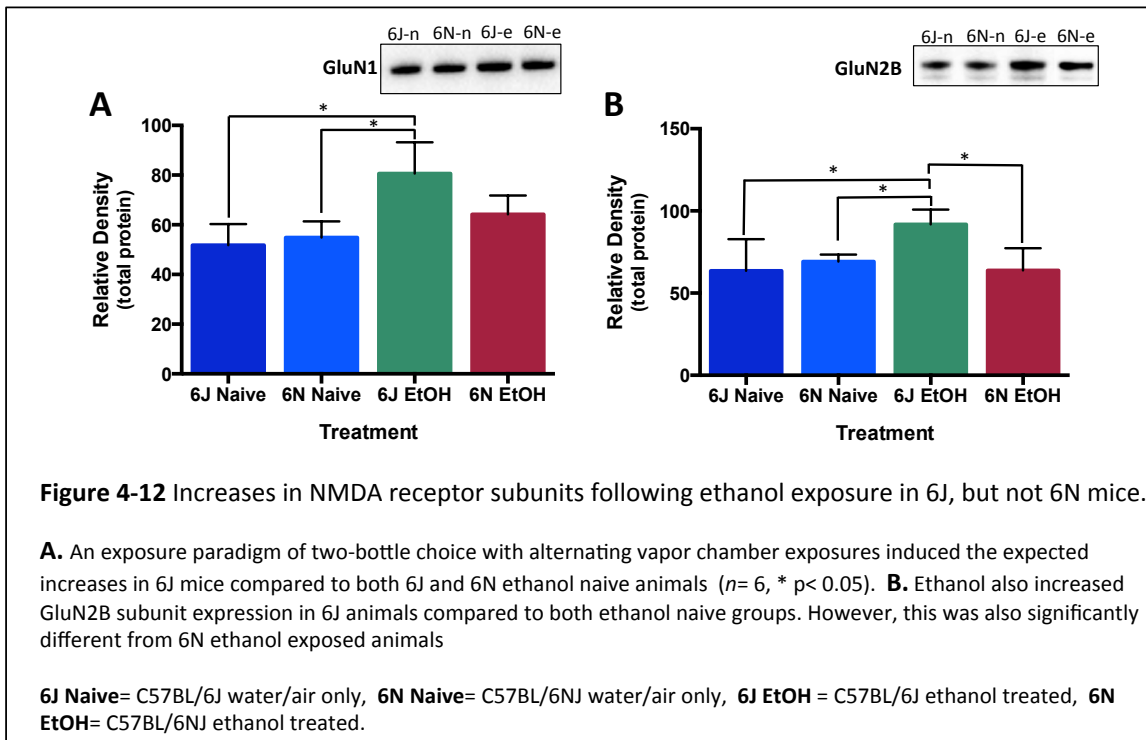 6J-n 6N-n 6J-e 6N-e
GluN1
A
*
*
100
80
60
40
20
0
Relative Density
(total protein)
6J Naive 6N Naive 6J EtOH 6N EtOH
Treatment
6J-n 6N-n 6J-e 6N-e
GluN2B
B
*
*
*
150
100
50
0
Relative Density
(total protein)
6J Naive 6N Naive 6J EtOH 6N EtOH
Treatment
Figure 4-12 Increases in NMDA receptor subunits following ethanol exposure in 6J, but not 6N mice.
A. An exposure paradigm of two-bottle choice with alternating vapor chamber exposures induced the expected
increases in 6J mice compared to both 6J and 6N ethanol naive animals (n= 6, * p< 0.05). B. Ethanol also increased
GluN2B subunit expression in 6J animals compared to both ethanol naive groups. However, this was also significantly
different from 6N ethanol exposed animals
6J Naive= C57BL/6J water/air only, 6N Naive= C57BL/6NJ water/air only, 6J EtOH = C57BL/6J ethanol treated, 6N
EtOH= C57BL/6NJ ethanol treated.